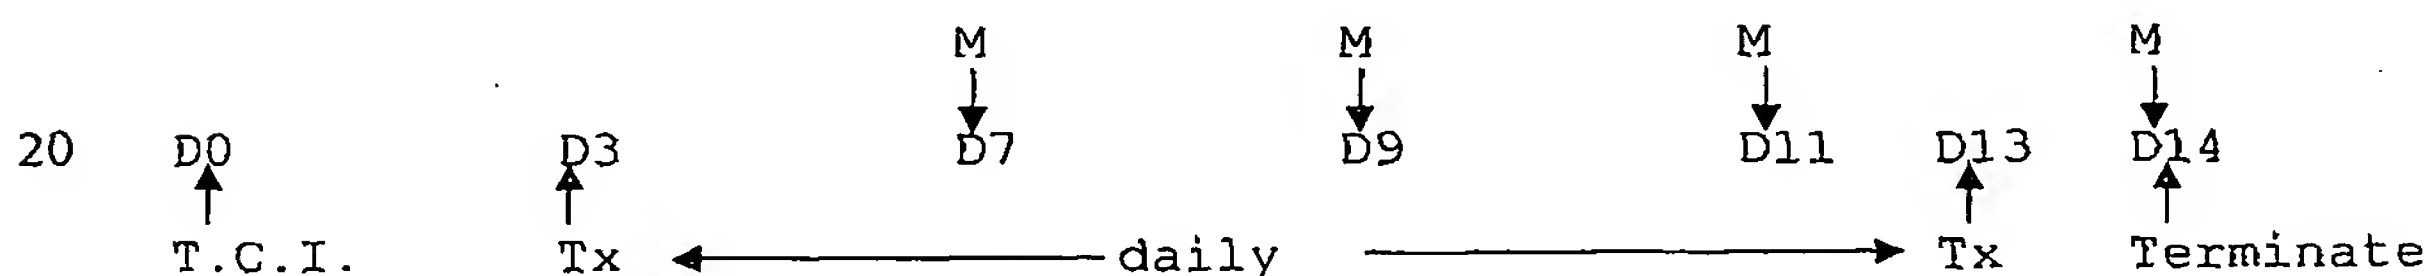 M M M M
20 D0 D3 D7 D9 D11 D13 D14
T.C.I. Tx daily Tx Terminate